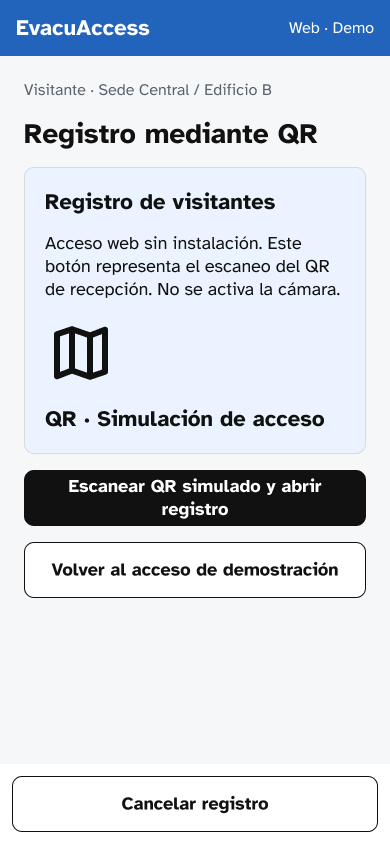 EvacuAccess
Web · Demo
Visitante · Sede Central / Edificio B
Registro mediante QR
Registro de visitantes
Acceso web sin instalación. Este
botón representa el escaneo del QR
de recepción. No se activa la cámara.
QR · Simulación de acceso
Escanear QR simulado y abrir
registro
Volver al acceso de demostración
Cancelar registro